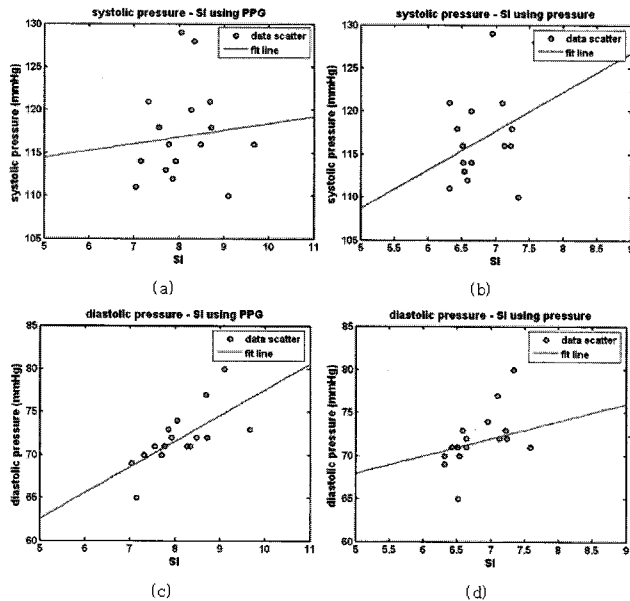 systolic pressure - SI using PPG
130
125
120
115
110
105
systolic pressure (mmHg)
data scatter
fit line
5 6 7 8 9 10 11
SI
(a)
systolic pressure - SI using pressure
130
125
120
115
110
105
systolic pressure (mmHg)
data scatter
fit line
5 5.5 6 6.5 7 7.5 8 8.5 9
SI
(b)
diastolic pressure - SI using PPG
85
80
75
70
65
60
diastolic pressure (mmHg)
data scatter
fit line
5 6 7 8 9 10 11
SI
(c)
diastolic pressure - SI using pressure
85
80
75
70
65
60
diastolic pressure (mmHg)
data scatter
fit line
5 5.5 6 6.5 7 7.5 8 8.5 9
SI
(d)